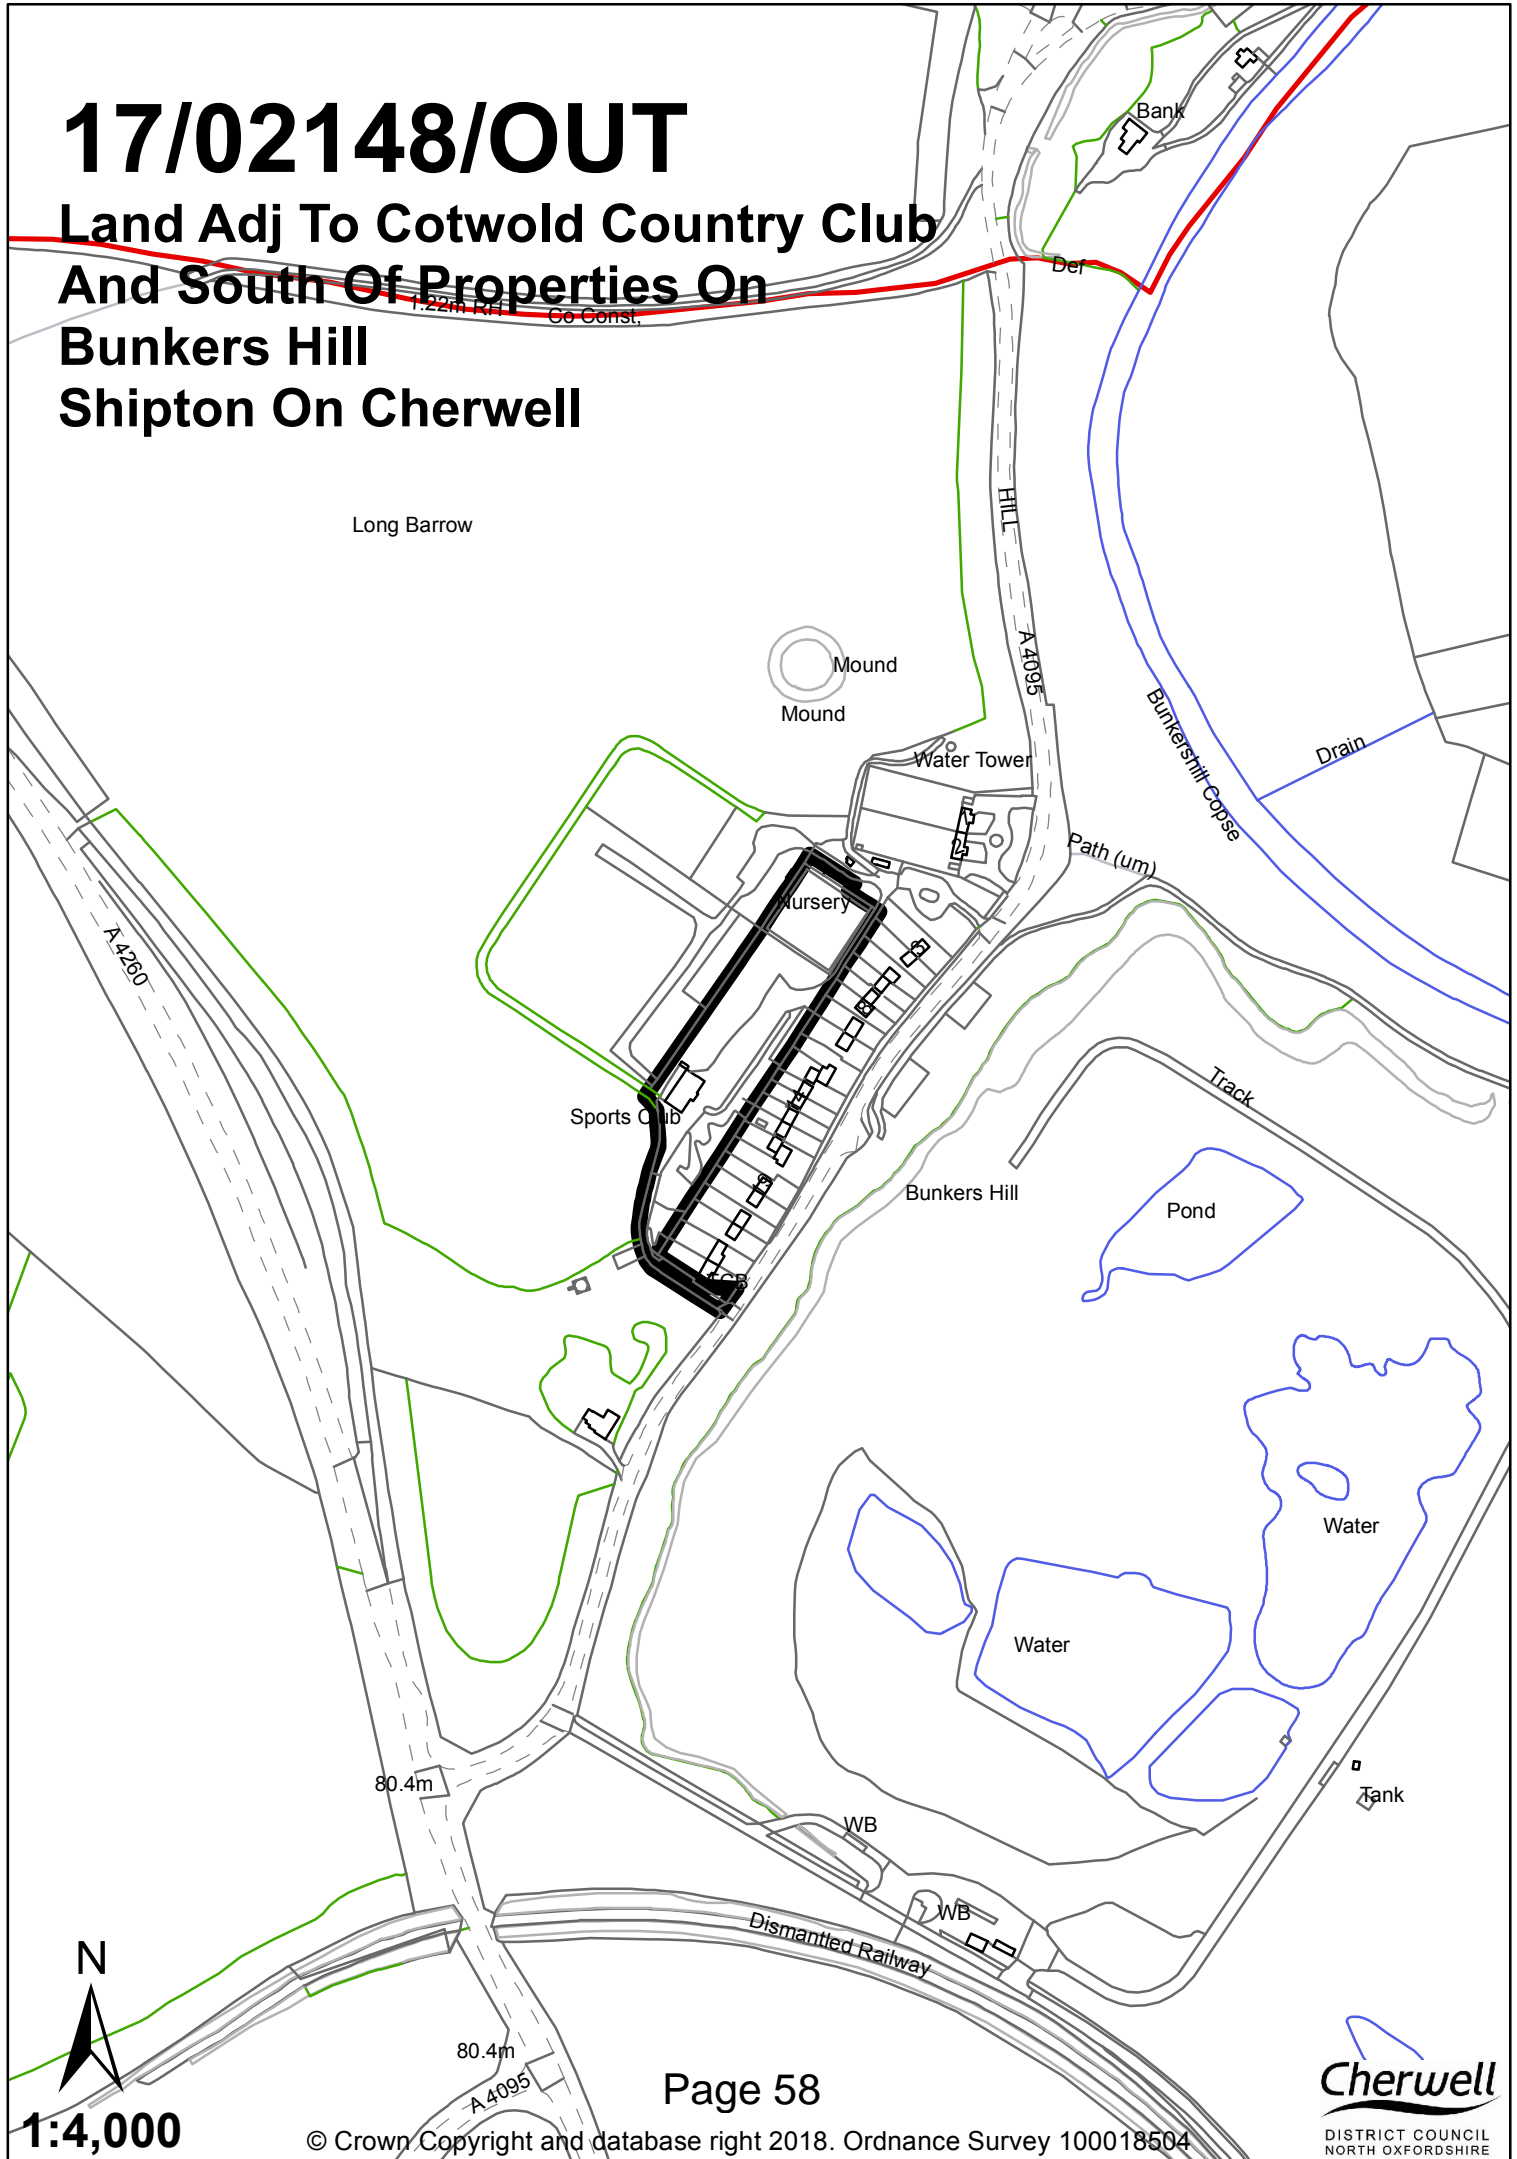 17/02148/OUT
Land Adj To Cotwold Country Club
And South Of Properties On
Bunkers Hill
Shipton On Cherwell
Bank
Def
1.22m RH
Co Const,
Long Barrow
HILL
A 4095
Mound
Mound
Water Tower
Bunkershill Copse
Drain
Path (um)
Nursery
A 4260
Track
Sports Club
14
19
Bunkers Hill
Pond
TCB
Water
Water
80.4m
Tank
WB
WB
Dismantled Railway
N
80.4m
A 4095
Page 58
1:4,000
© Crown Copyright and database right 2018. Ordnance Survey 100018504
Cherwell
DISTRICT COUNCIL
NORTH OXFORDSHIRE